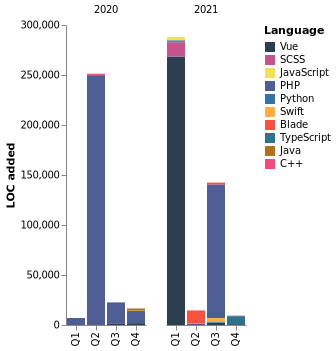 2020 2021
Language
Vue
SCSS
JavaScript
PHP
Python
Swift
Blade
TypeScript
Java
C++
LOC added
300,000
250,000
200,000
150,000
100,000
50,000
0
Q1 Q2 Q3 Q4 Q1 Q2 Q3 Q4